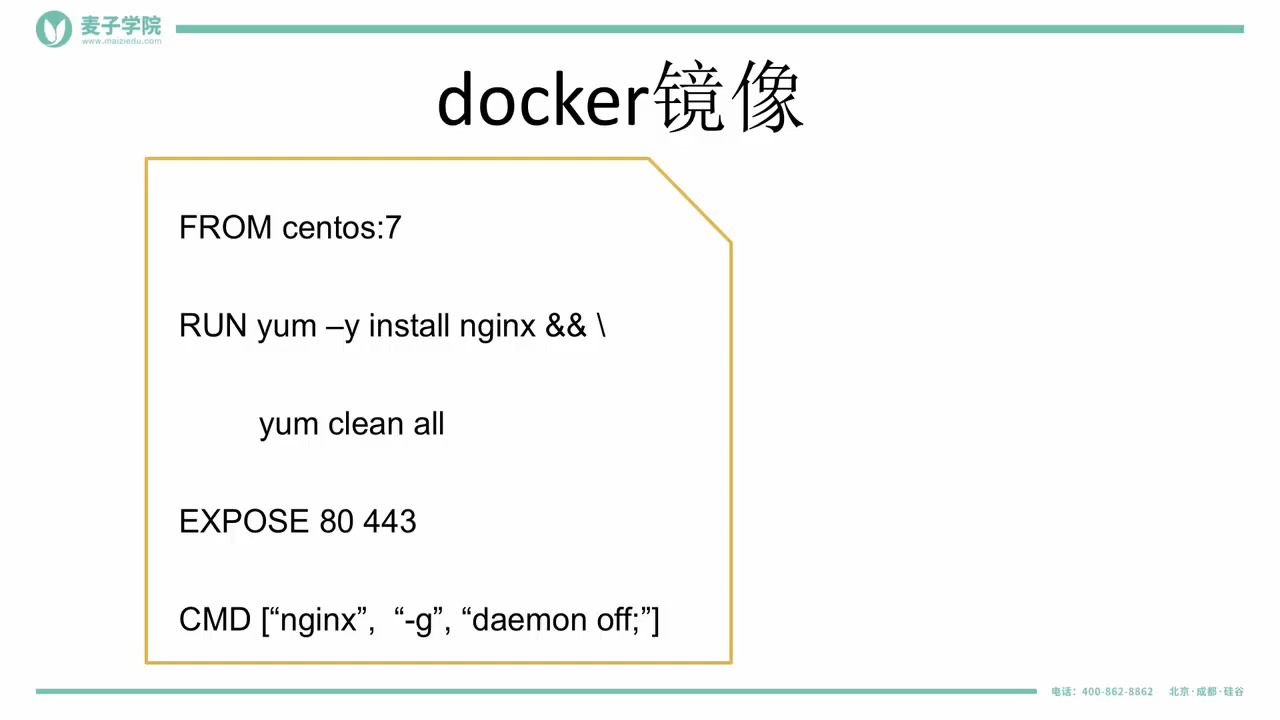 麦子学院
www.maiziedu.com
docker镜像
FROM centos:7
RUN yum –y install nginx && \
yum clean all
EXPOSE 80 443
CMD [“nginx”,  “-g”, “daemon off;”]
电话：400-862-8862 北京·成都·硅谷